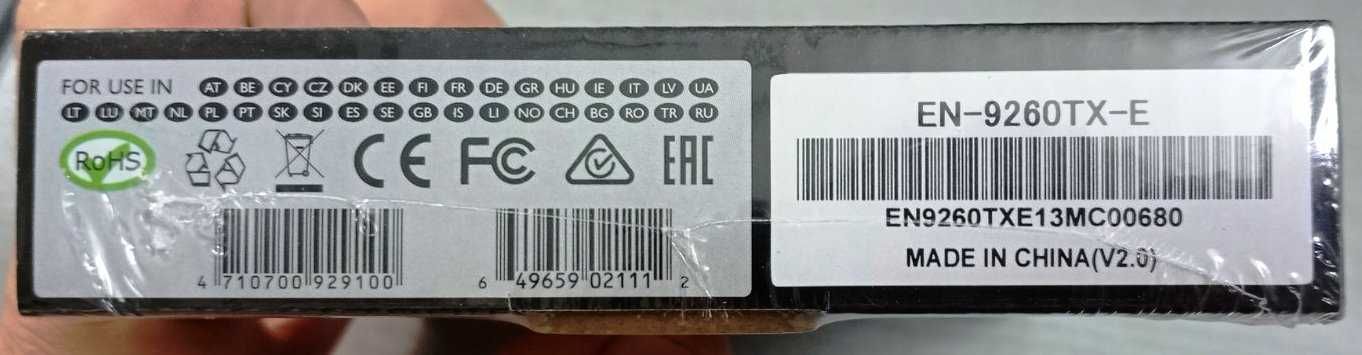 FOR USE IN AT BE CY CZ DK EE FI FR DE GR HU IE IT LV UA
LT LU MT NL PL PT SK SI ES SE GB IS LI NO CH BG RO TR RU
RoHS CE FC EAC
4 710700 929100
6 49659 02111 2
EN-9260TX-E
EN9260TXE13MC00680
MADE IN CHINA(V2.0)